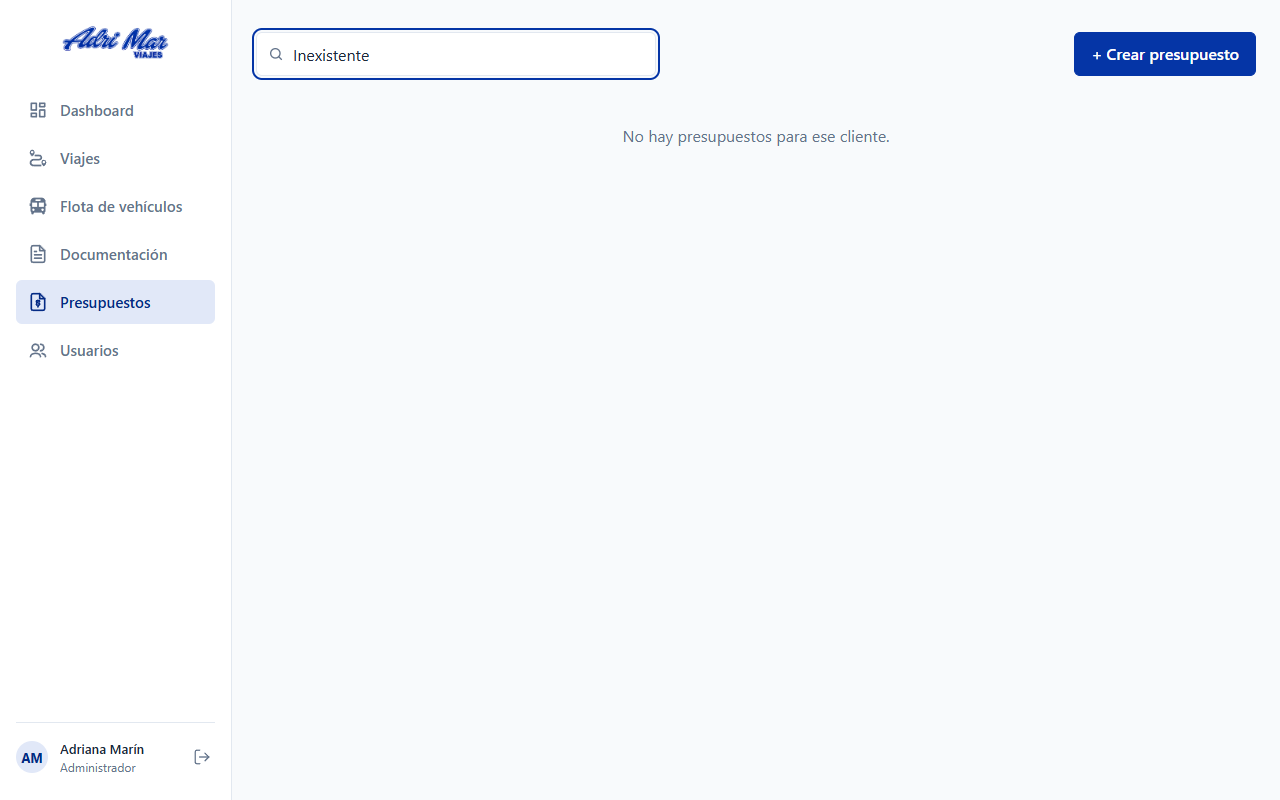 Adri Mar
VIAJES
Dashboard
Viajes
Flota de vehículos
Documentación
Presupuestos
Usuarios
AM
Adriana Marín
Administrador
Inexistente
+ Crear presupuesto
No hay presupuestos para ese cliente.